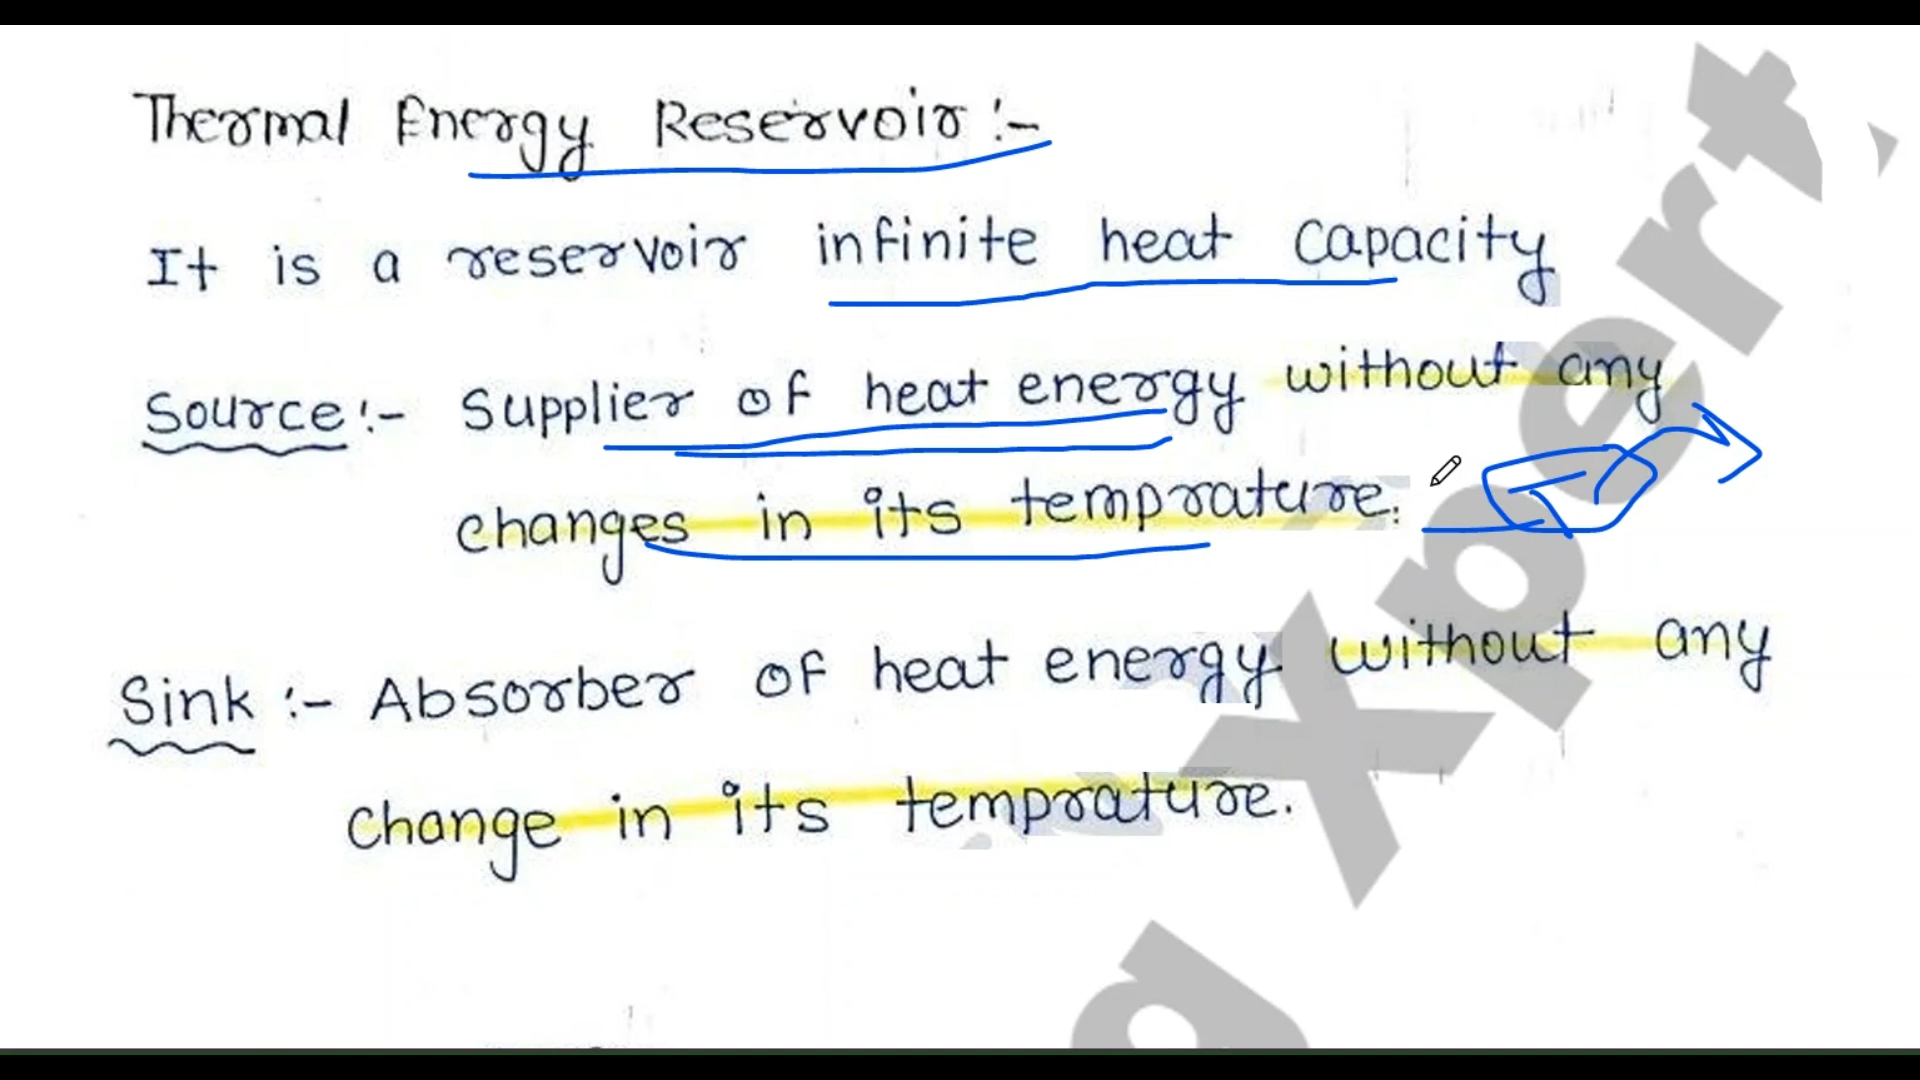 Thermal Energy Reservoir :-
It is a reservoir infinite heat capacity
Source :- Supplier of heat energy without any
changes in its temprature.
T
Sink :- Absorber of heat energy without any
change in its temprature.
g Xpert,